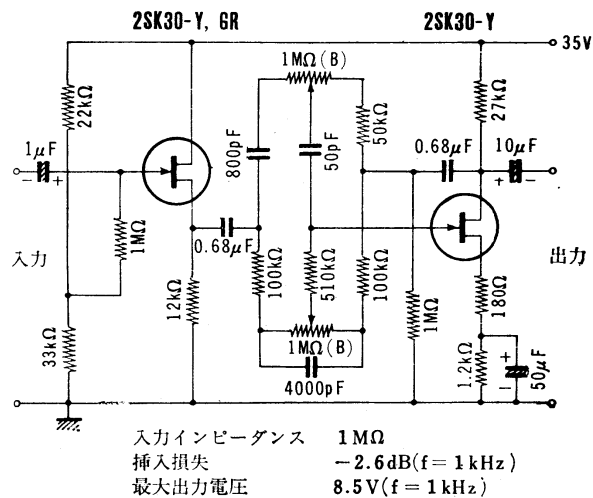 2SK30-Y, GR
2SK30-Y
35V
1MΩ(B)
22kΩ
27kΩ
50kΩ
1μF
800pF
50pF
0.68μF
10μF
- +
+ -
1MΩ
0.68μF
入力
出力
100kΩ
510kΩ
100kΩ
180Ω
12kΩ
1MΩ
33kΩ
1MΩ(B)
1.2kΩ
+
-
50μF
4000pF
入力インピーダンス 1MΩ
挿入損失 -2.6dB(f=1kHz)
最大出力電圧 8.5V(f=1kHz)